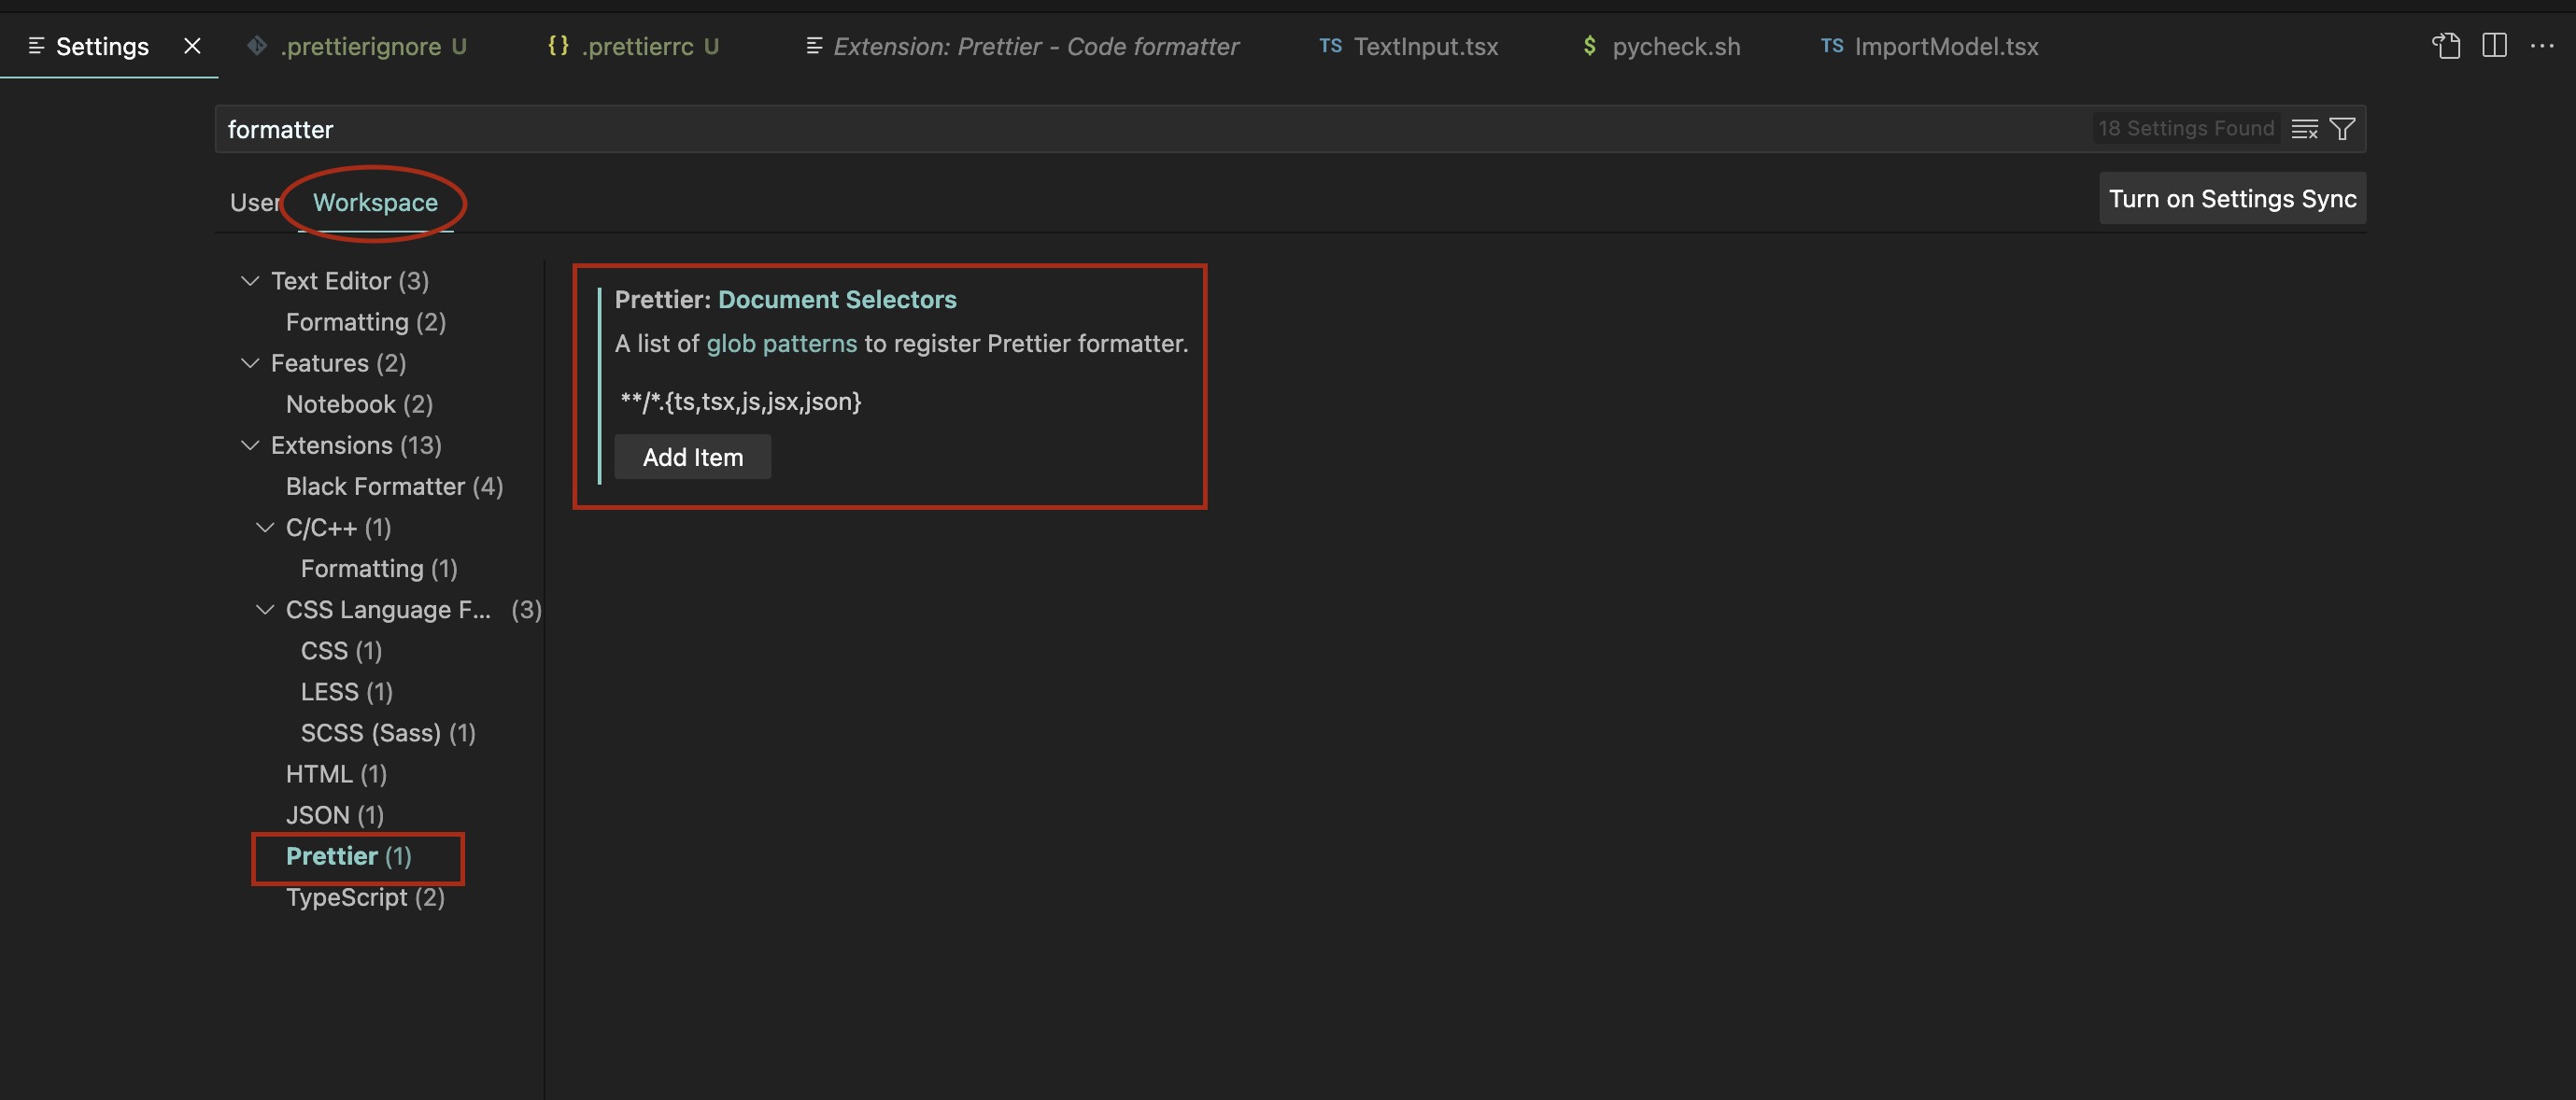 Settings
.prettierignore U
{} .prettierrc U
Extension: Prettier - Code formatter
TS TextInput.tsx
$ pycheck.sh
TS ImportModel.tsx
formatter
18 Settings Found
User
Workspace
Turn on Settings Sync
Text Editor (3)
Formatting (2)
Features (2)
Notebook (2)
Extensions (13)
Black Formatter (4)
C/C++ (1)
Formatting (1)
CSS Language F... (3)
CSS (1)
LESS (1)
SCSS (Sass) (1)
HTML (1)
JSON (1)
Prettier (1)
TypeScript (2)
Prettier: Document Selectors
A list of glob patterns to register Prettier formatter.
**/*.{ts,tsx,js,jsx,json}
Add Item